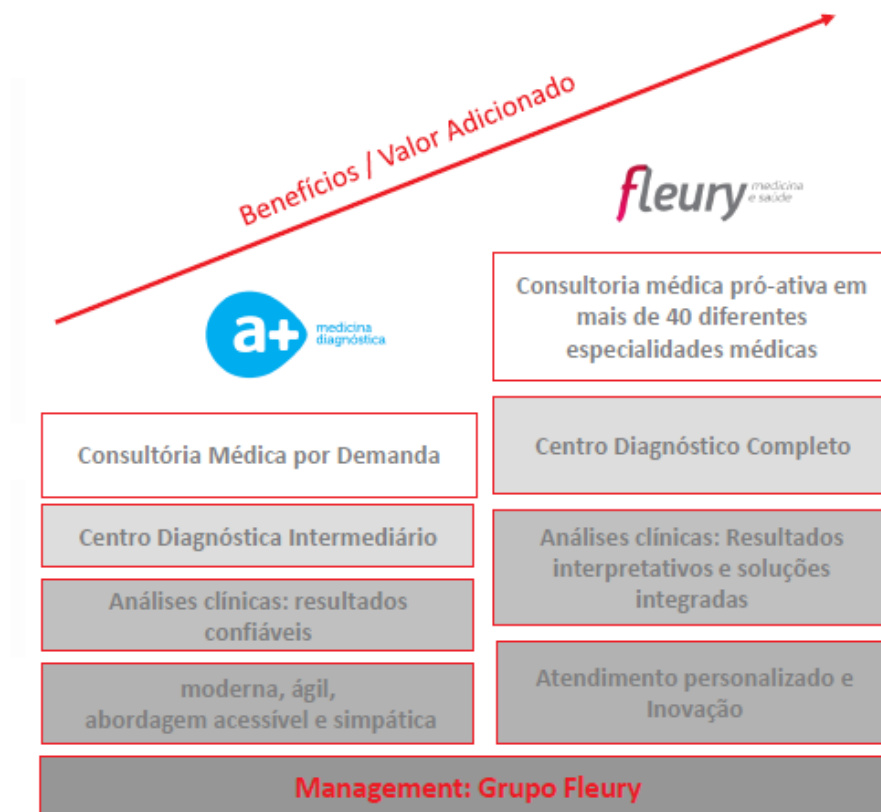 Benefícios / Valor Adicionado
fleury medicina
e saúde
a+ medicina
diagnóstica
Consultoria médica pró-ativa em
mais de 40 diferentes
especialidades médicas
Consultória Médica por Demanda
Centro Diagnóstico Completo
Centro Diagnóstica Intermediário
Análises clínicas: Resultados
interpretativos e soluções
integradas
Análises clínicas: resultados
confiáveis
moderna, ágil,
abordagem acessível e simpática
Atendimento personalizado e
Inovação
Management: Grupo Fleury